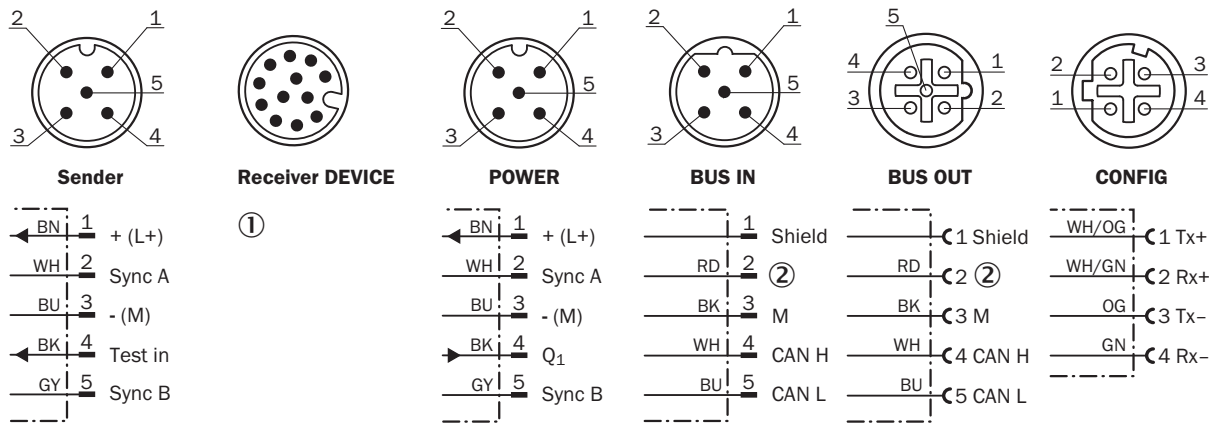 2 1 5 3 4
Sender
BN 1 + (L+)
WH 2 Sync A
BU 3 - (M)
BK 4 Test in
GY 5 Sync B
Receiver DEVICE
①
2 1 5 3 4
POWER
BN 1 + (L+)
WH 2 Sync A
BU 3 - (M)
BK 4 Q1
GY 5 Sync B
2 1 5 3 4
BUS IN
1 Shield
RD 2 ②
BK 3 M
WH 4 CAN H
BU 5 CAN L
5 4 1 3 2
BUS OUT
1 Shield
RD 2 ②
BK 3 M
WH 4 CAN H
BU 5 CAN L
2 3 1 4
CONFIG
WH/OG 1 Tx+
WH/GN 2 Rx+
OG 3 Tx–
GN 4 Rx–